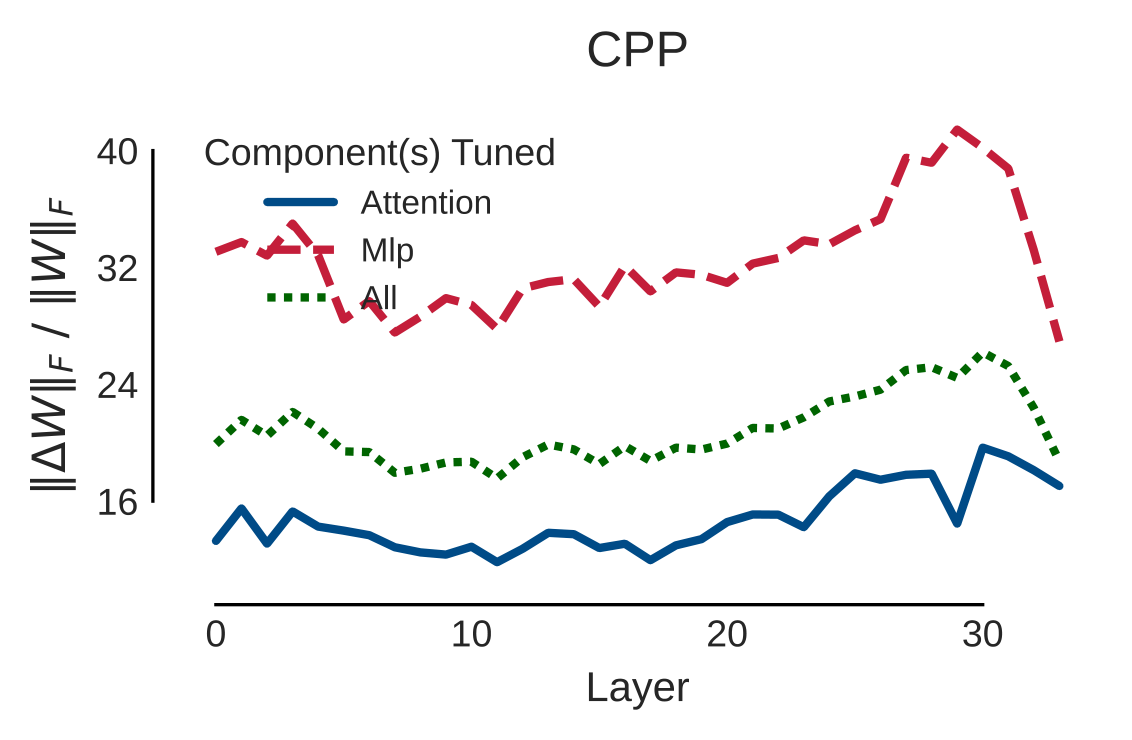 CPP
Component(s) Tuned
Attention
Mlp
All
40
32
24
16
‖ΔW‖F / ‖W‖F
0 10 20 30
Layer